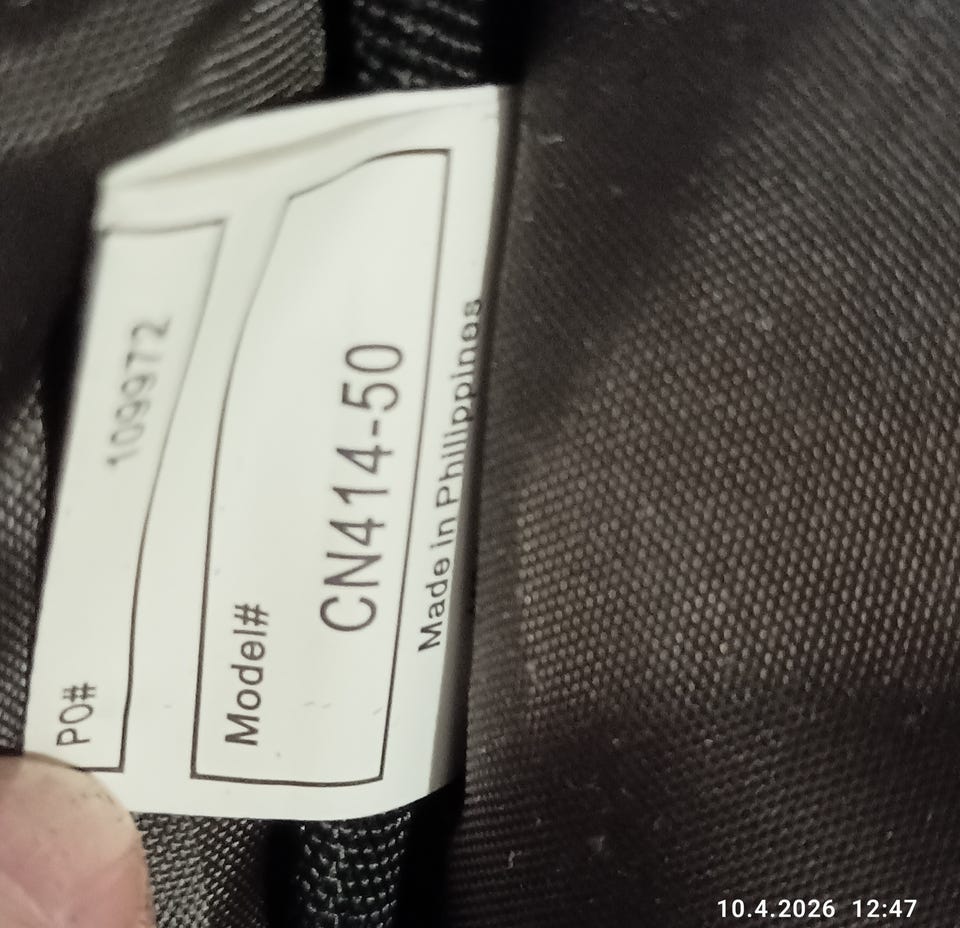 PO#
109972
Model#
CN414-50
Made in Philippines
10.4.2026 12:47